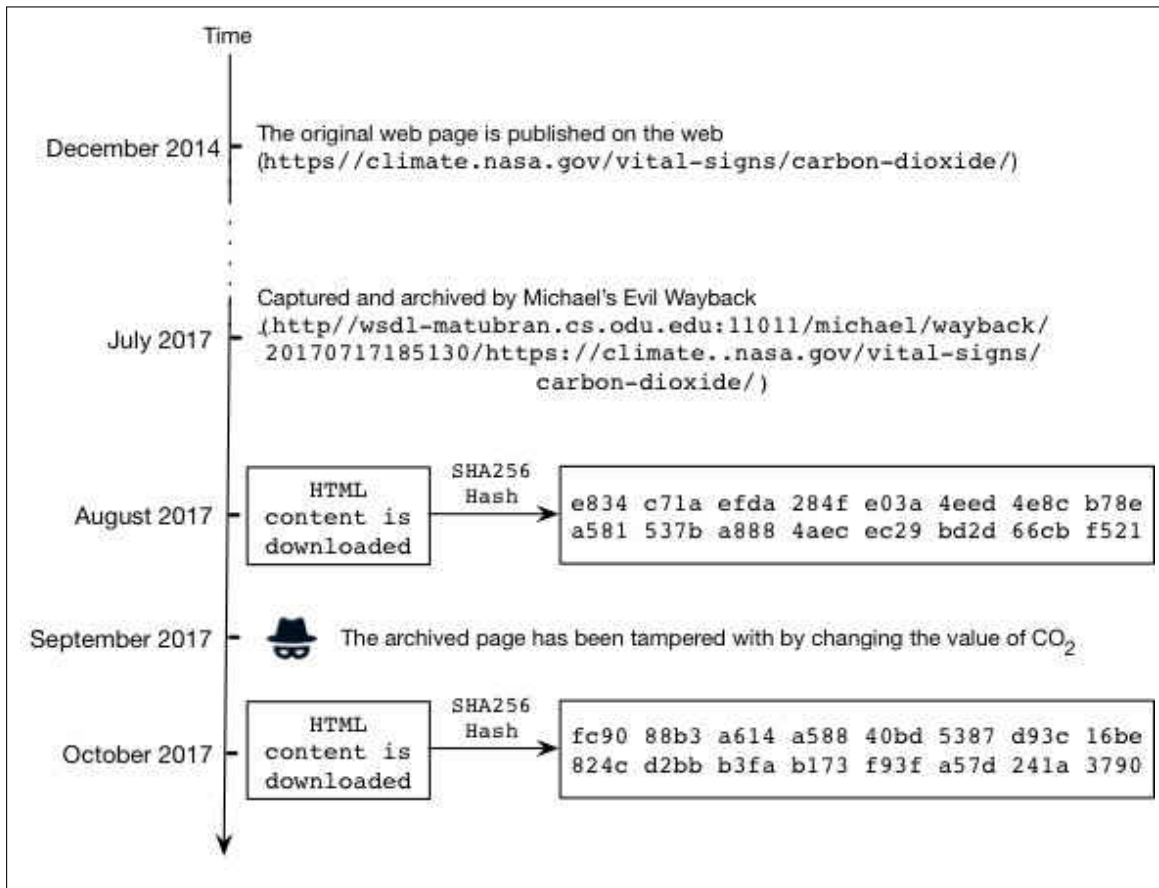 Time
December 2014
The original web page is published on the web
(https//climate.nasa.gov/vital-signs/carbon-dioxide/)
July 2017
Captured and archived by Michael's Evil Wayback
(http//wsdl-matubran.cs.odu.edu:11011/michael/wayback/
20170717185130/https://climate..nasa.gov/vital-signs/
carbon-dioxide/)
August 2017
HTML
content is
downloaded
SHA256
Hash
e834 c71a efda 284f e03a 4eed 4e8c b78e
a581 537b a888 4aec ec29 bd2d 66cb f521
September 2017
The archived page has been tampered with by changing the value of CO2
October 2017
HTML
content is
downloaded
SHA256
Hash
fc90 88b3 a614 a588 40bd 5387 d93c 16be
824c d2bb b3fa b173 f93f a57d 241a 3790